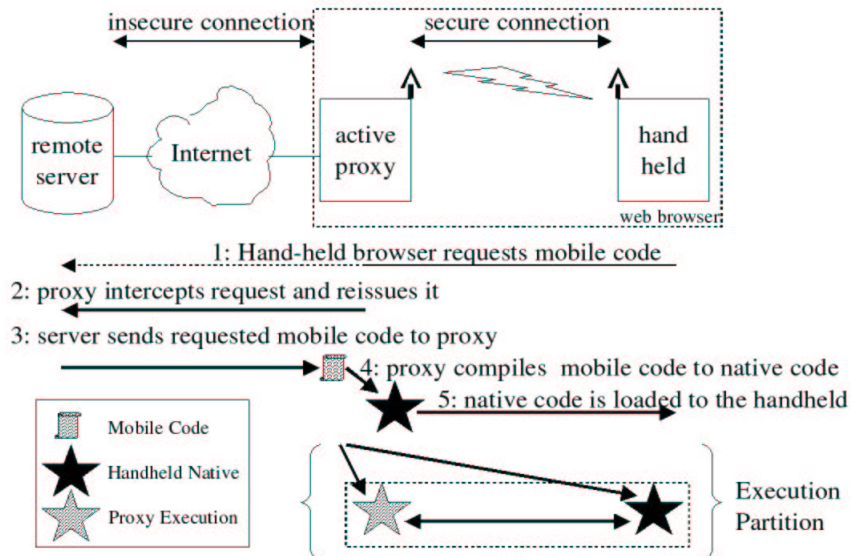 insecure connection
secure connection
remote
server
Internet
active
proxy
hand
held
web browser
1: Hand-held browser requests mobile code
2: proxy intercepts request and reissues it
3: server sends requested mobile code to proxy
4: proxy compiles mobile code to native code
5: native code is loaded to the handheld
Mobile Code
Handheld Native
Proxy Execution
Execution
Partition